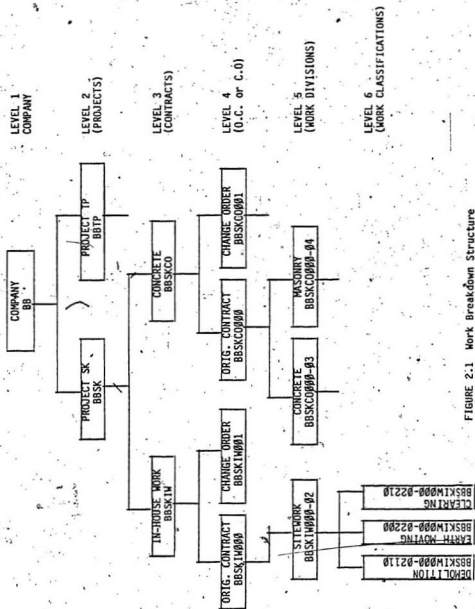 COMPANY
BB
LEVEL 1
COMPANY
PROJECT SK
BBSK
PROJECT TP
BBTP
LEVEL 2
(PROJECTS)
IN-HOUSE WORK
BBSKIW
CONCRETE
BBSKCO
LEVEL 3
(CONTRACTS)
ORIG. CONTRACT
BBSKIW000
CHANGE ORDER
BBSKIW001
ORIG. CONTRACT
BBSKCO000
CHANGE ORDER
BBSKCO001
LEVEL 4
(O.C. or C.O)
SITEWORK
BBSKIW000-02
CONCRETE
BBSKCO000-03
MASONRY
BBSKCO000-04
LEVEL 5
(WORK DIVISIONS)
DEMOLITION
BBSKIW000-02110
EARTH MOVING
BBSKIW000-02200
CLEARING
BBSKIW000-02210
LEVEL 6
(WORK CLASSIFICATIONS)
FIGURE 2.1 Work Breakdown Structure